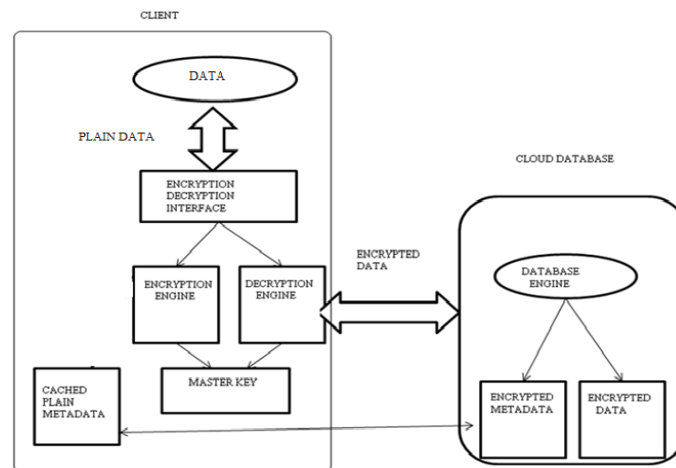 CLIENT
DATA
PLAIN DATA
CLOUD DATABASE
ENCRYPTION
DECRYPTION
INTERFACE
ENCRYPTED
DATA
ENCRYPTION
ENGINE
DECRYPTION
ENGINE
DATABASE
ENGINE
MASTER KEY
CACHED
PLAIN
METADATA
ENCRYPTED
METADATA
ENCRYPTED
DATA